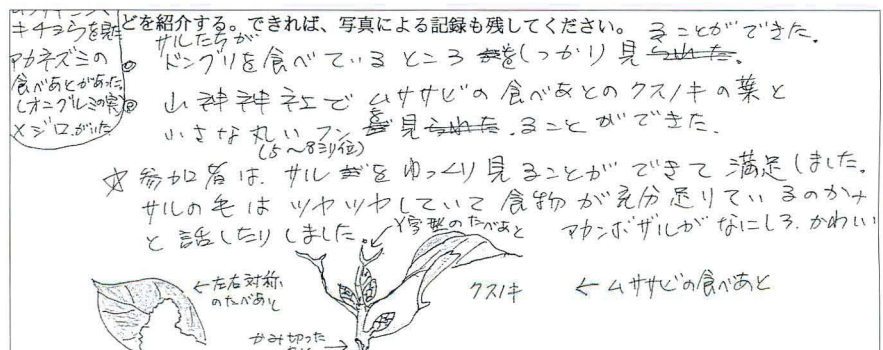 どを紹介する。できれば、写真による記録も残してください。
キチョウを見た
アカネズミの
食べあとがあった。
(オニグルミの実)
メジロがいた
サルたちが
◎ ドングリを食べているところをしっかり見ることができた。
◎ 山神神社でムササビの食べあとのクスノキの葉と
小さな丸いフンを見ることができた。
(5〜8ミリ位)
☆ 参加者は、サルをゆっくり見ることができて満足しました。
サルの毛はツヤツヤしていて食物が充分足りているのかな
と話したりしました。
アカンボザルがなにしろ、かわいい
Y字型のたべあと
←左右対称
のたべあと
クスノキ ←ムササビの食べあと
かみ切った